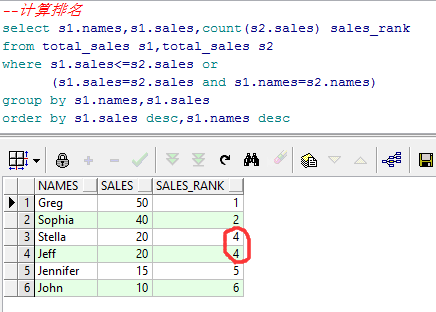 --计算排名
select s1.names,s1.sales,count(s2.sales) sales_rank
from total_sales s1,total_sales s2
where s1.sales<=s2.sales or
(s1.sales=s2.sales and s1.names=s2.names)
group by s1.names,s1.sales
order by s1.sales desc,s1.names desc
NAMES SALES SALES_RANK
1 Greg 50 1
2 Sophia 40 2
3 Stella 20 4
4 Jeff 20 4
5 Jennifer 15 5
6 John 10 6